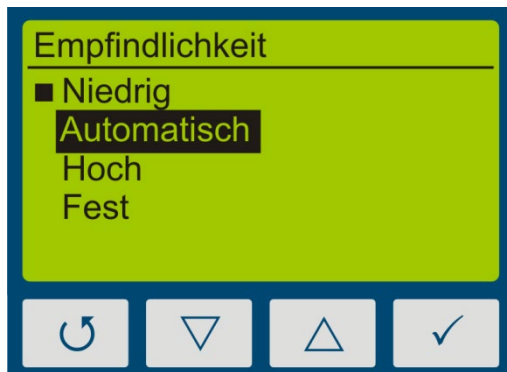 Empfindlichkeit
Niedrig
Automatisch
Hoch
Fest